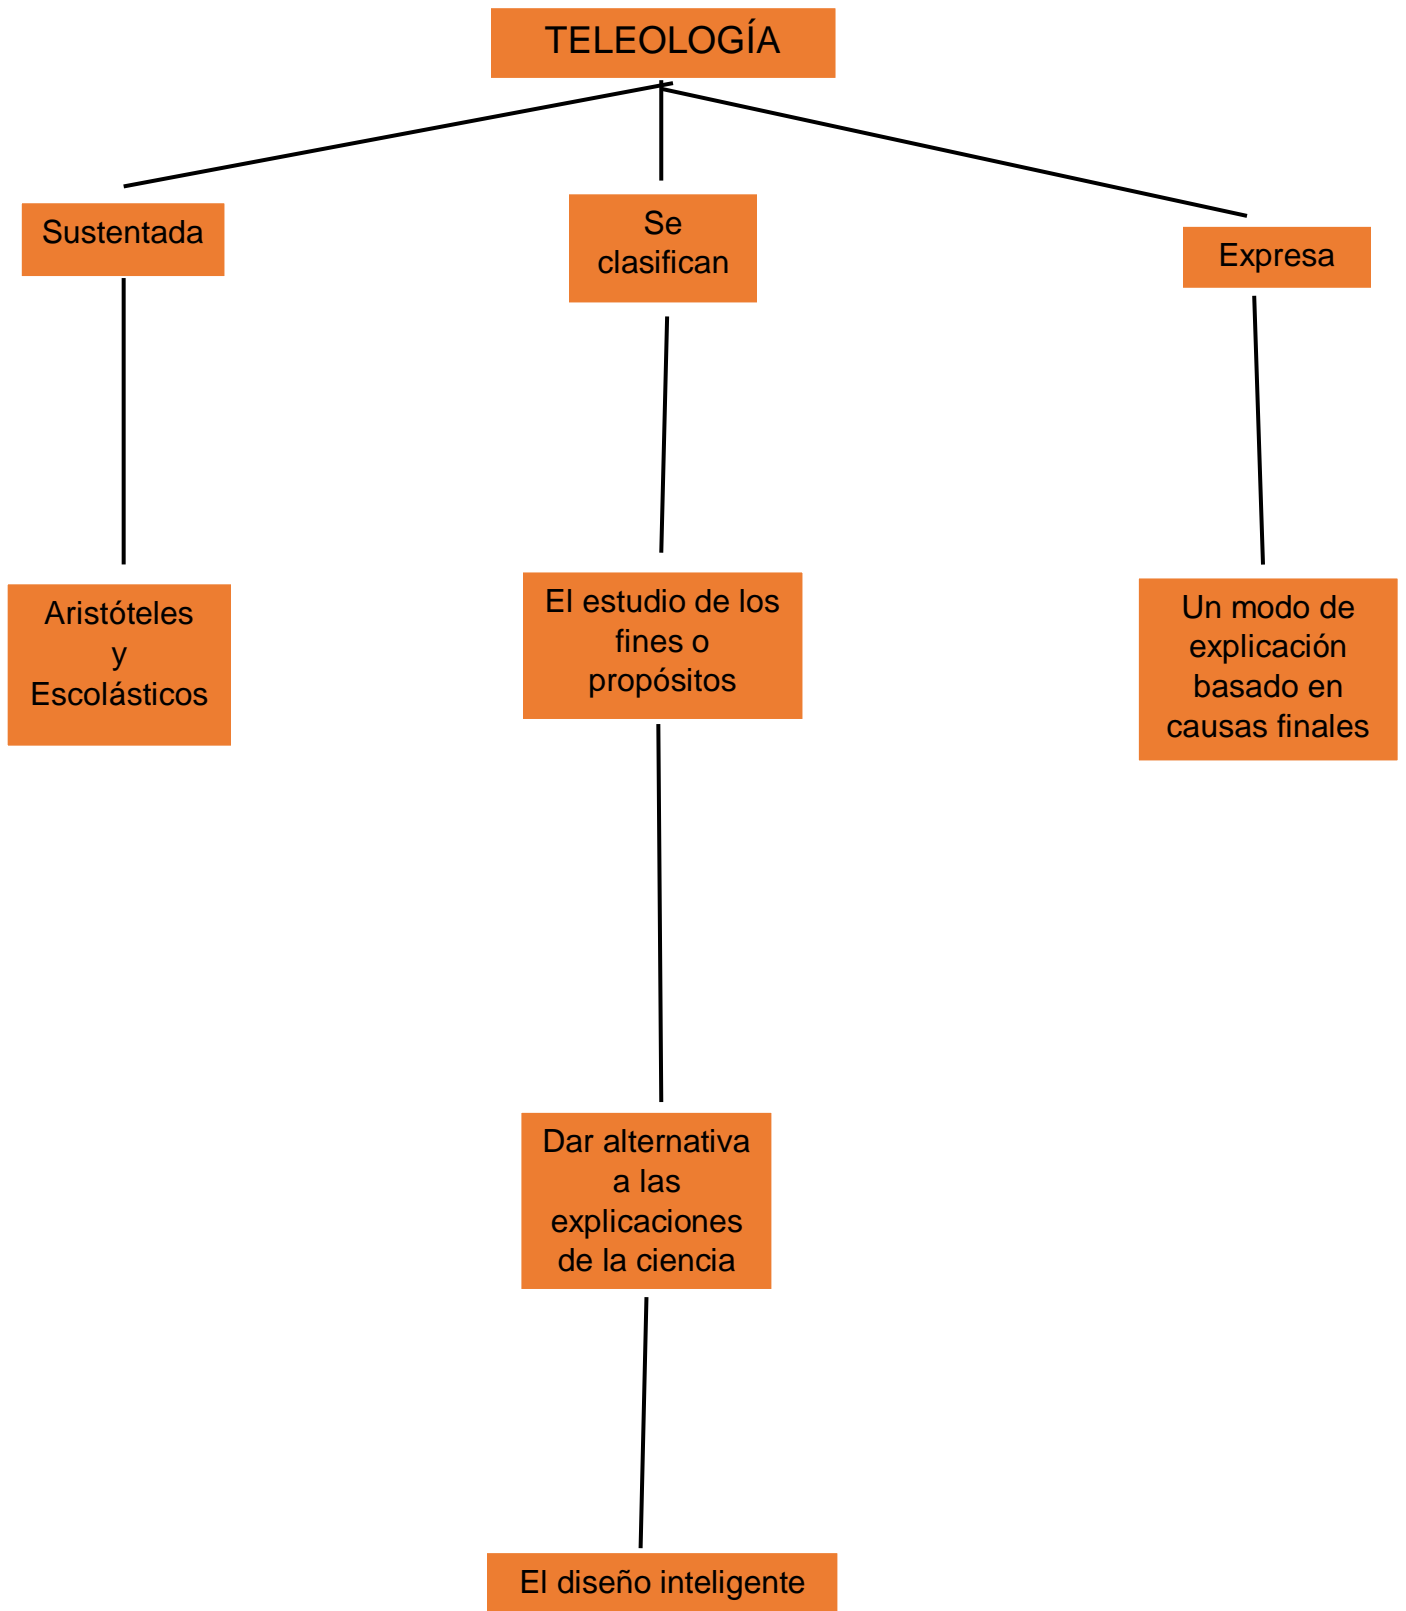 TELEOLOGÍA
Sustentada
Se
clasifican
Expresa
Aristóteles
y
Escolásticos
El estudio de los
fines o
propósitos
Un modo de
explicación
basado en
causas finales
Dar alternativa
a las
explicaciones
de la ciencia
El diseño inteligente